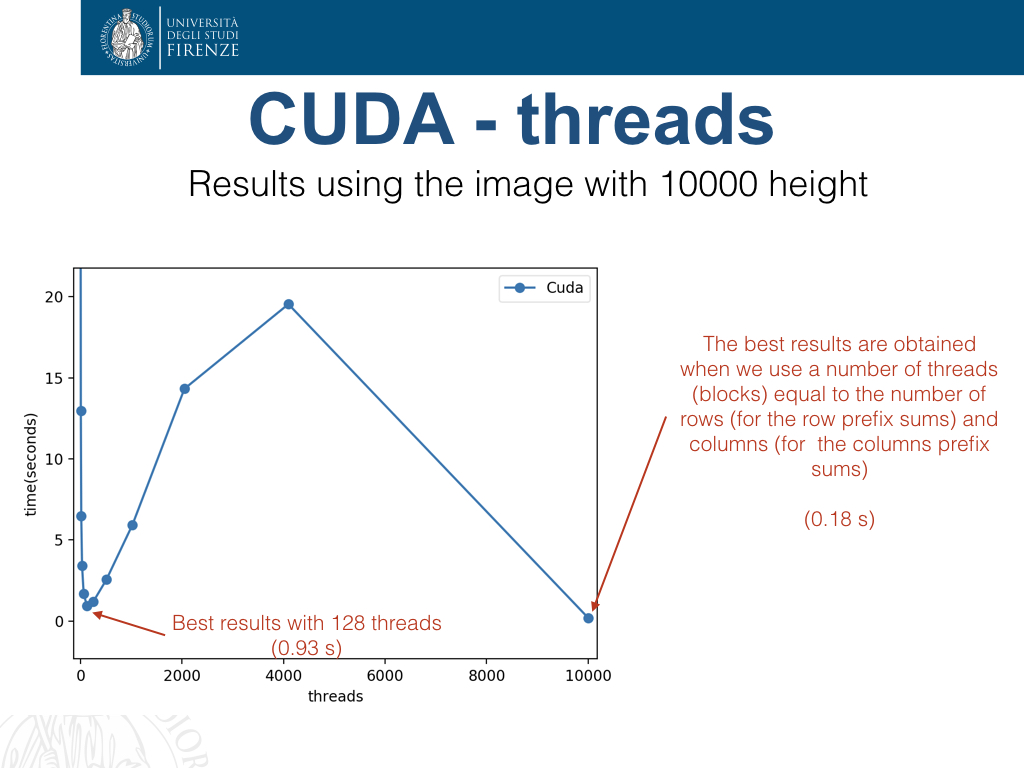 UNIVERSITÀ
DEGLI STUDI
FIRENZE
CUDA - threads
Results using the image with 10000 height
Cuda
20
15
10
5
0
time(seconds)
0 2000 4000 6000 8000 10000
threads
Best results with 128 threads
(0.93 s)
The best results are obtained
when we use a number of threads
(blocks) equal to the number of
rows (for the row prefix sums) and
columns (for  the columns prefix
sums)
(0.18 s)